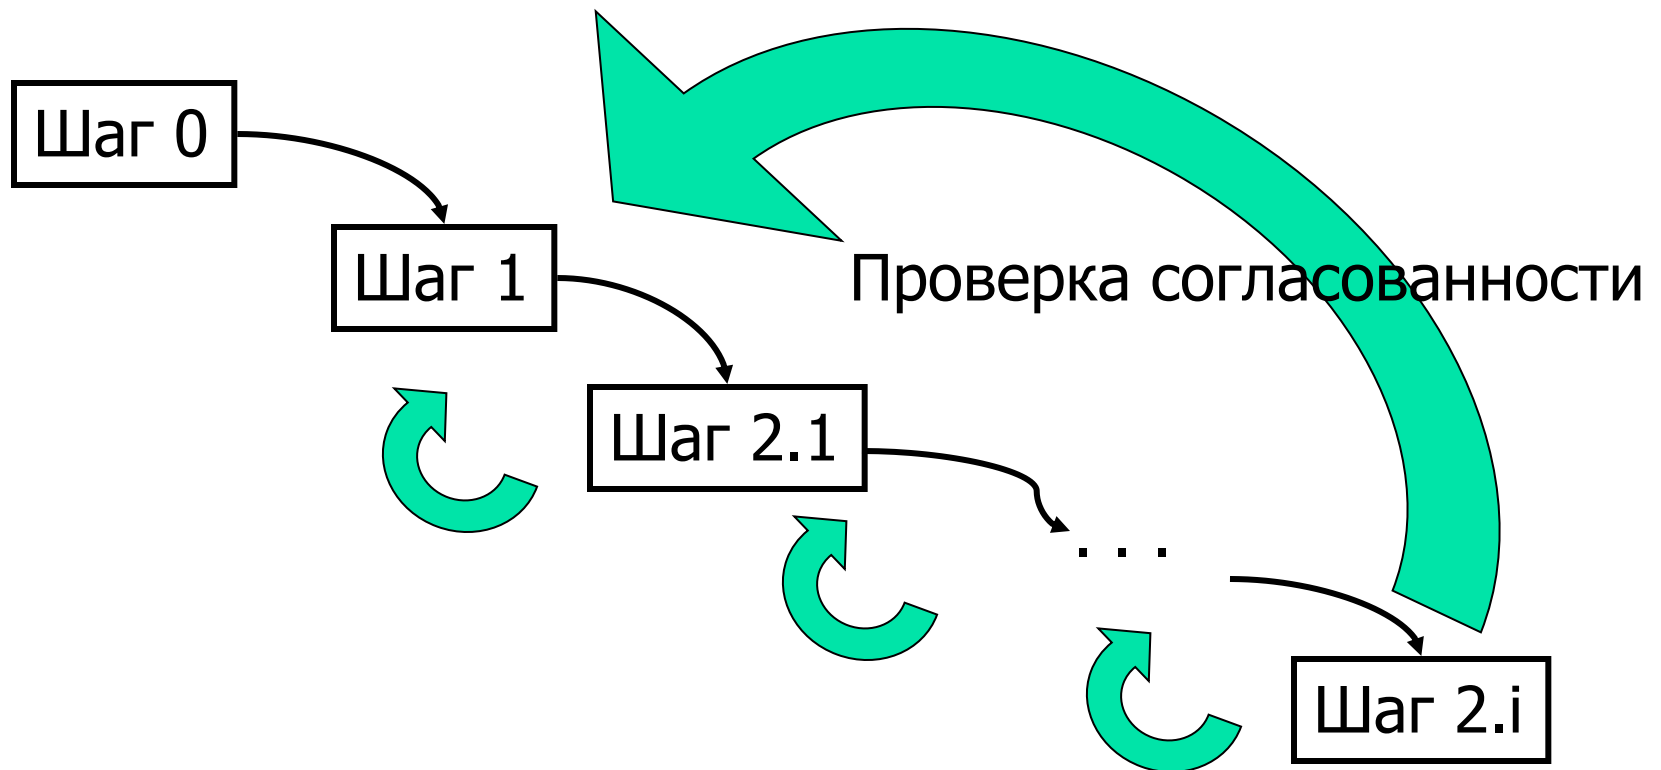 Шаг 0
Шаг 1
Проверка согласованности
Шаг 2.1
. . .
Шаг 2.i